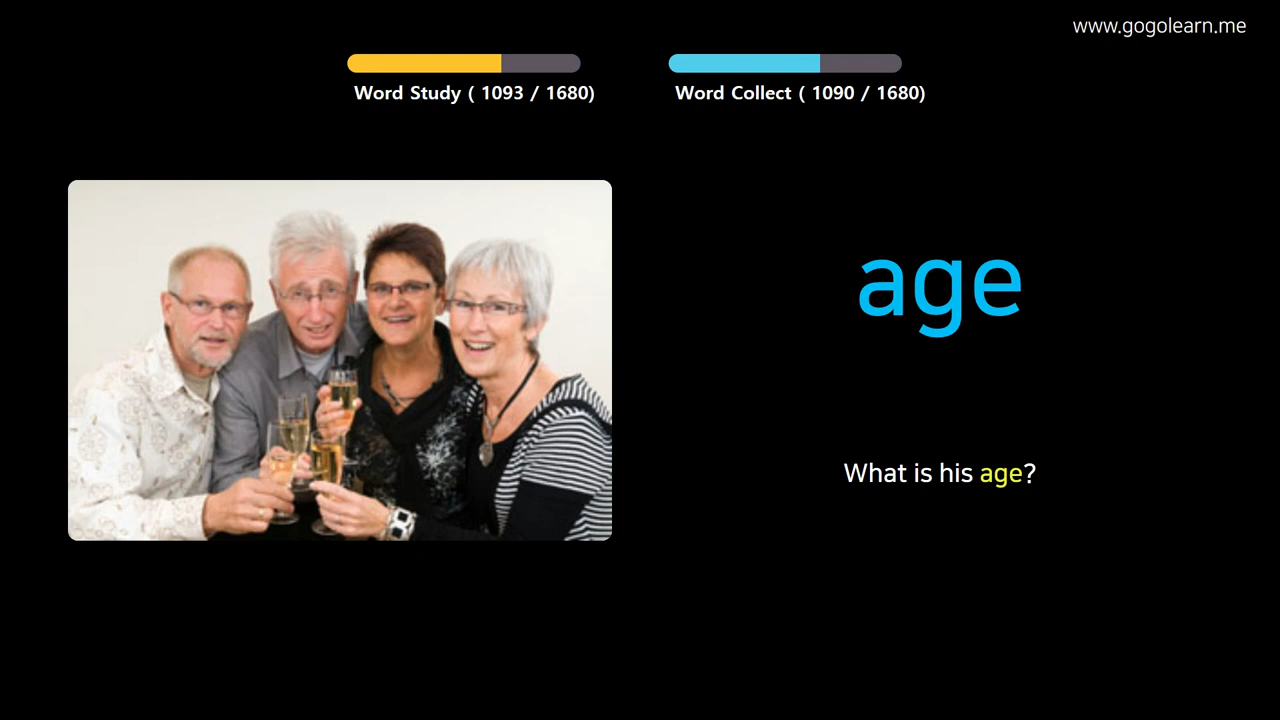 www.gogolearn.me
Word Study ( 1093 / 1680)
Word Collect ( 1090 / 1680)
age
What is his age?